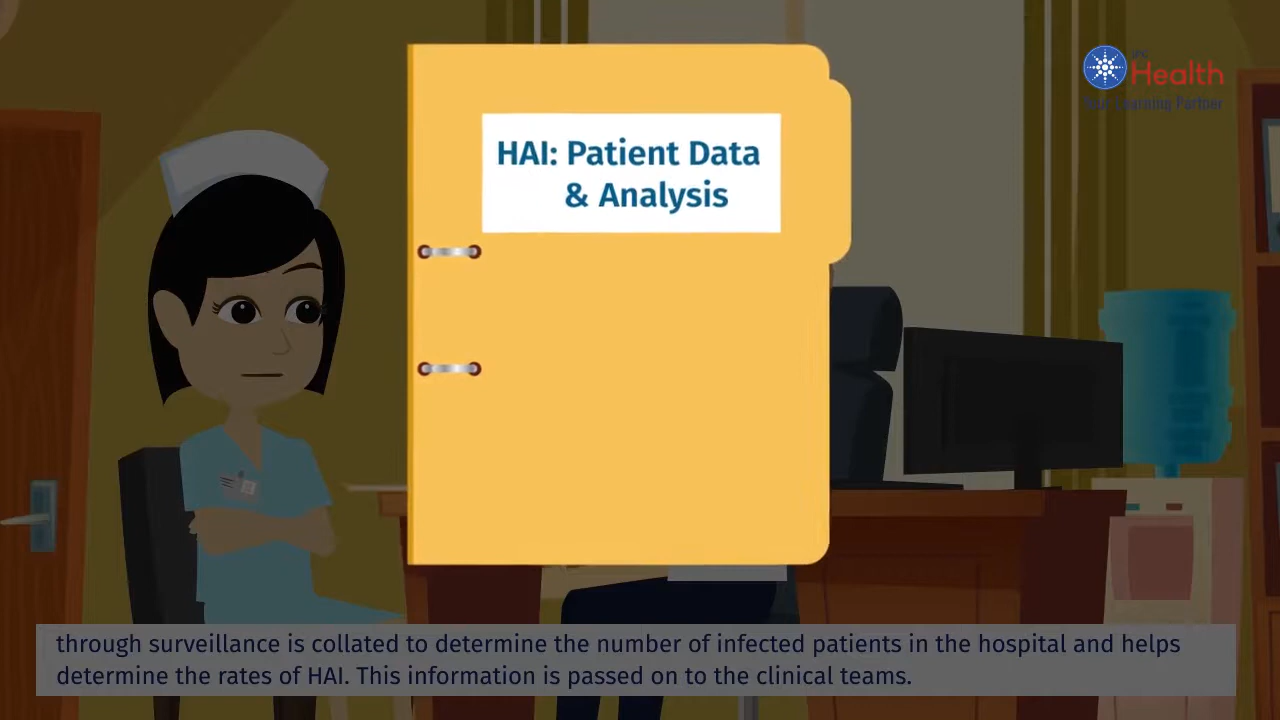 HAI: Patient Data
& Analysis
Health
Your Learning Partner
through surveillance is collated to determine the number of infected patients in the hospital and helps
determine the rates of HAI. This information is passed on to the clinical teams.